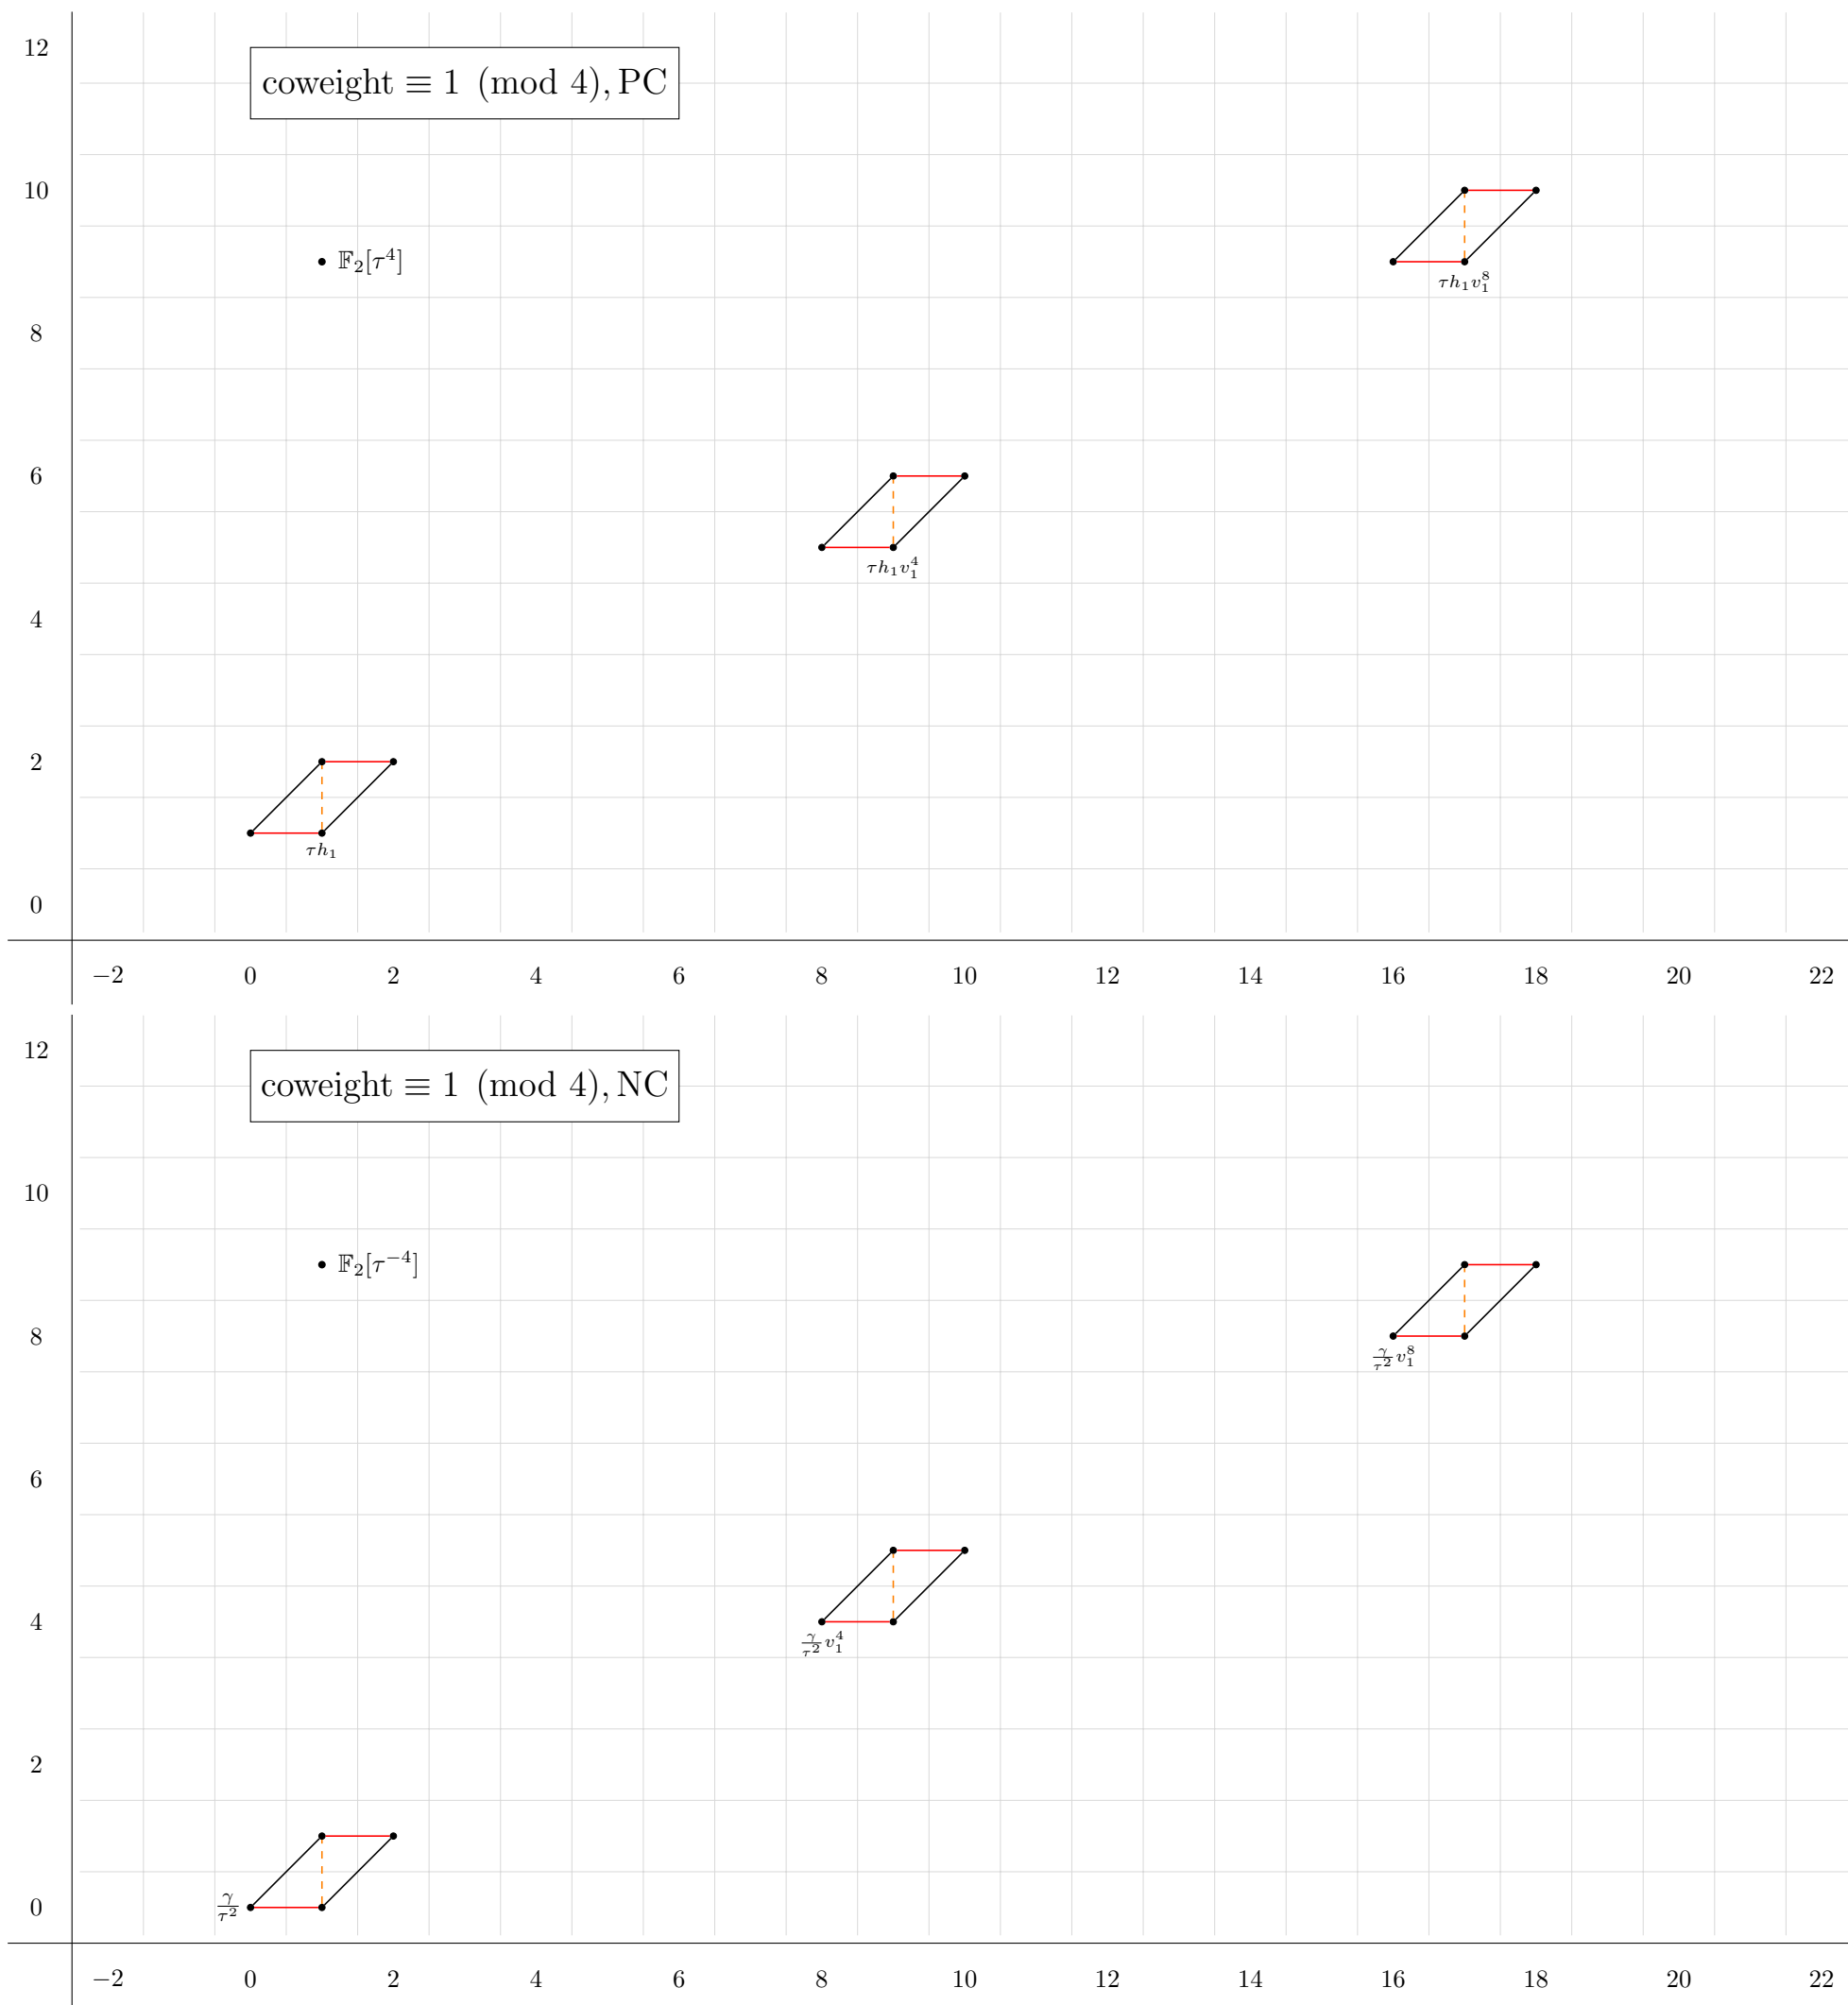 12
coweight ≡ 1 (mod 4), PC
10
𝔽₂[τ⁴]
τh₁v₁⁸
8
6
τh₁v₁⁴
4
2
τh₁
0
−2 0 2 4 6 8 10 12 14 16 18 20 22
12
coweight ≡ 1 (mod 4), NC
10
𝔽₂[τ⁻⁴]
8
γ/τ² v₁⁸
6
4
γ/τ² v₁⁴
2
0
γ/τ²
−2 0 2 4 6 8 10 12 14 16 18 20 22